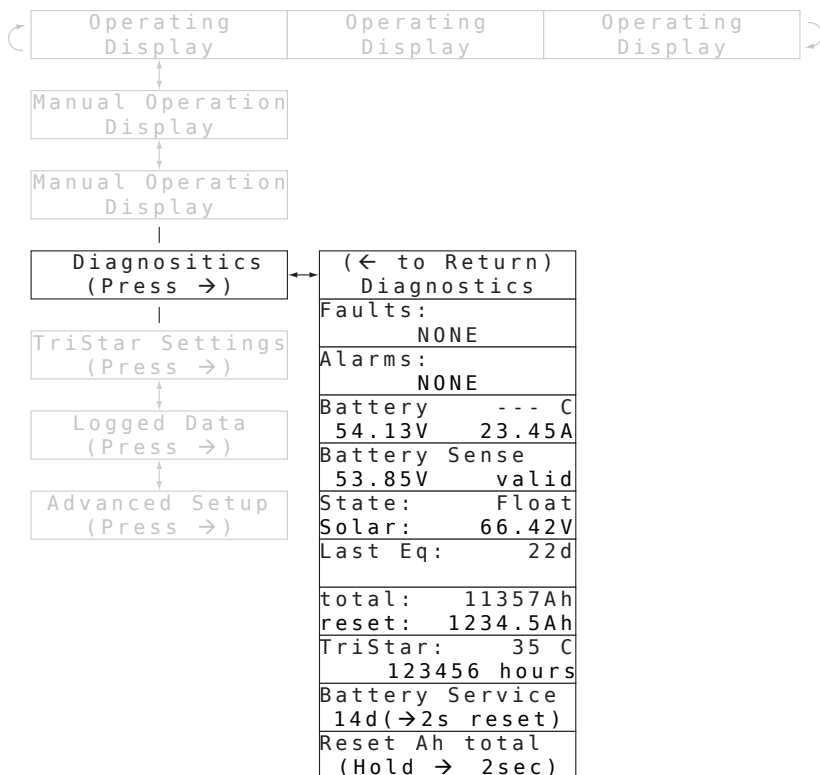 Operating Operating Operating
Display Display Display
Manual Operation
Display
Manual Operation
Display
Diagnositics
(Press →)
TriStar Settings
(Press →)
Logged Data
(Press →)
Advanced Setup
(Press →)
(← to Return)
Diagnostics
Faults:
NONE
Alarms:
NONE
Battery --- C
54.13V 23.45A
Battery Sense
53.85V valid
State: Float
Solar: 66.42V
Last Eq: 22d
total: 11357Ah
reset: 1234.5Ah
TriStar: 35 C
123456 hours
Battery Service
14d(→2s reset)
Reset Ah total
(Hold → 2sec)